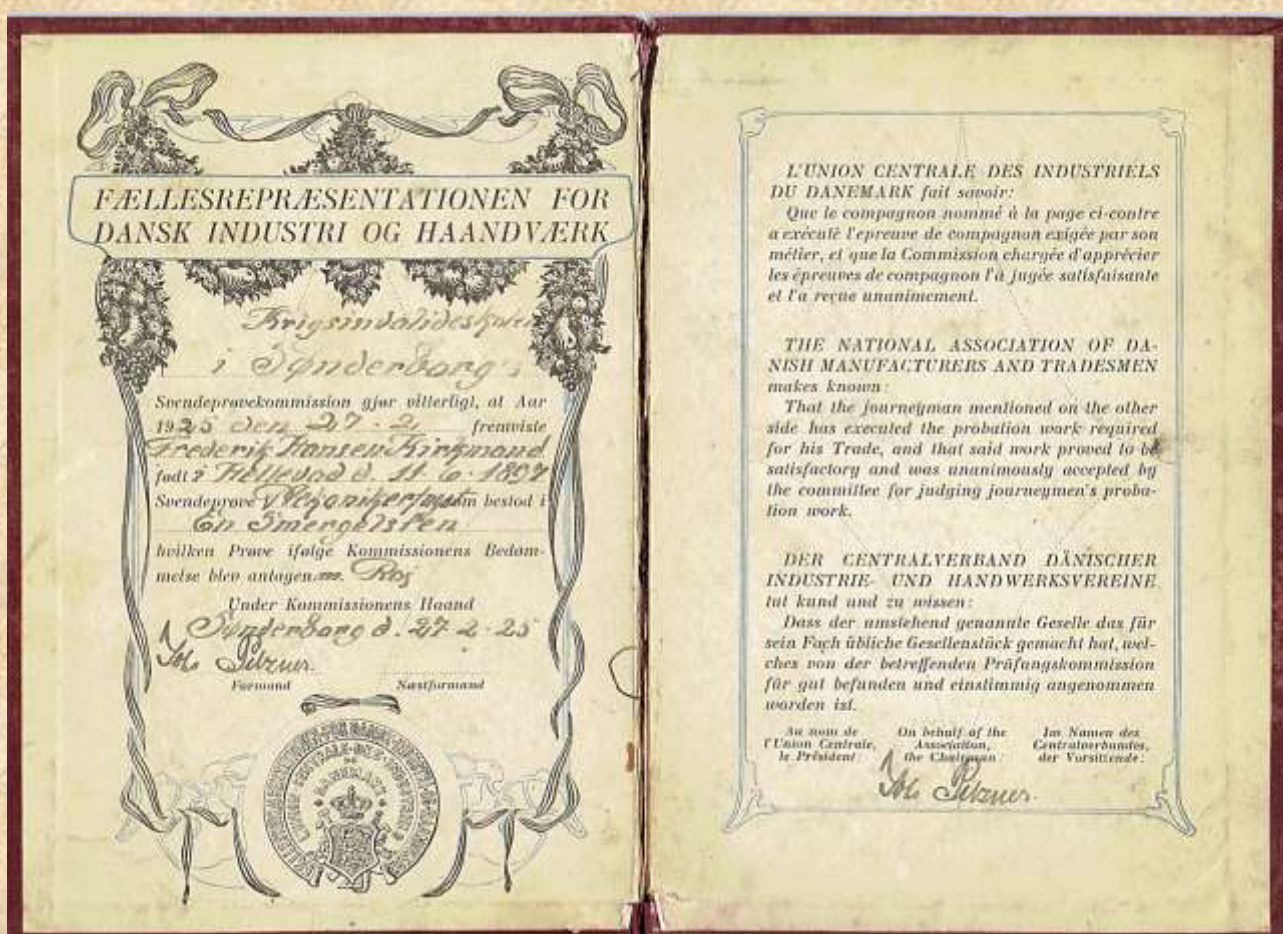 FÆLLESREPRÆSENTATIONEN FOR
DANSK INDUSTRI OG HAANDVÆRK
Krigsinvalideskolen
i Sønderborg's
Svendeprøvekommission gjør vitterligt, at Aar
1925 den 27-2 fremviste
Frederik Hansen Kirkmand
født i Hellevad d. 11-6-1897
Svendeprøve som bestod i
En Smergelsten
hvilken Prøve ifølge Kommissionens Bedøm-
melse blev antagen m.
Under Kommissionens Haand
Sønderborg d. 27-2-25
Formand Næstformand
L'UNION CENTRALE DES INDUSTRIELS
DU DANEMARK fait savoir:
Que le compagnon nommé à la page ci-contre
a exécuté l'epreuve de compagnon exigée par son
métier, et que la Commission chargée d'apprécier
les épreuves de compagnon l'à jugée satisfaisante
et l'a reçue unanimement.
THE NATIONAL ASSOCIATION OF DA-
NISH MANUFACTURERS AND TRADESMEN
makes known:
That the journeyman mentioned on the other
side has executed the probation work required
for his Trade, and that said work proved to be
satisfactory and was unanimously accepted by
the committee for judging journeymen's proba-
tion work.
DER CENTRALVERBAND DÄNISCHER
INDUSTRIE- UND HANDWERKSVEREINE
tut kund und zu wissen:
Dass der umstehend genannte Geselle das für
sein Fach übliche Gesellenstück gemacht hat, wel-
ches von der betreffenden Prüfungskommission
für gut befunden und einstimmig angenommen
worden ist.
Au nom de On behalf of the Im Namen des
l'Union Centrale, Association, Centralverbandes,
le Président: the Chairman: der Vorsitzende: